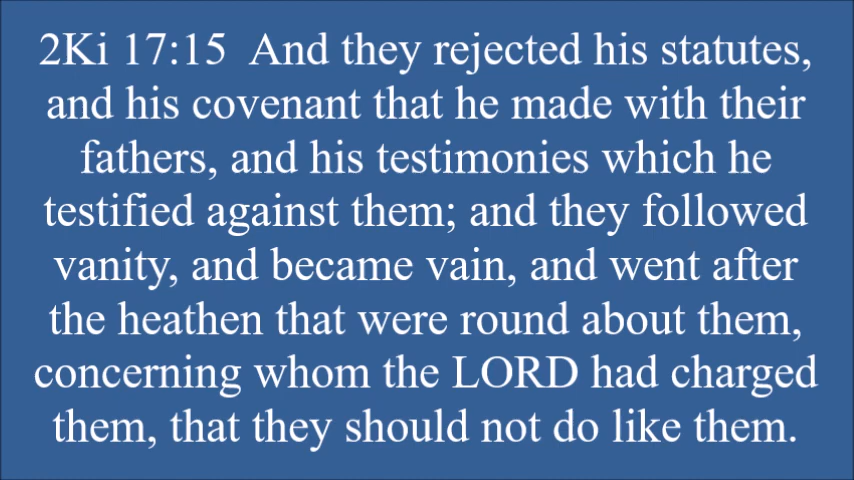 2Ki 17:15  And they rejected his statutes,
and his covenant that he made with their
fathers, and his testimonies which he
testified against them; and they followed
vanity, and became vain, and went after
the heathen that were round about them,
concerning whom the LORD had charged
them, that they should not do like them.